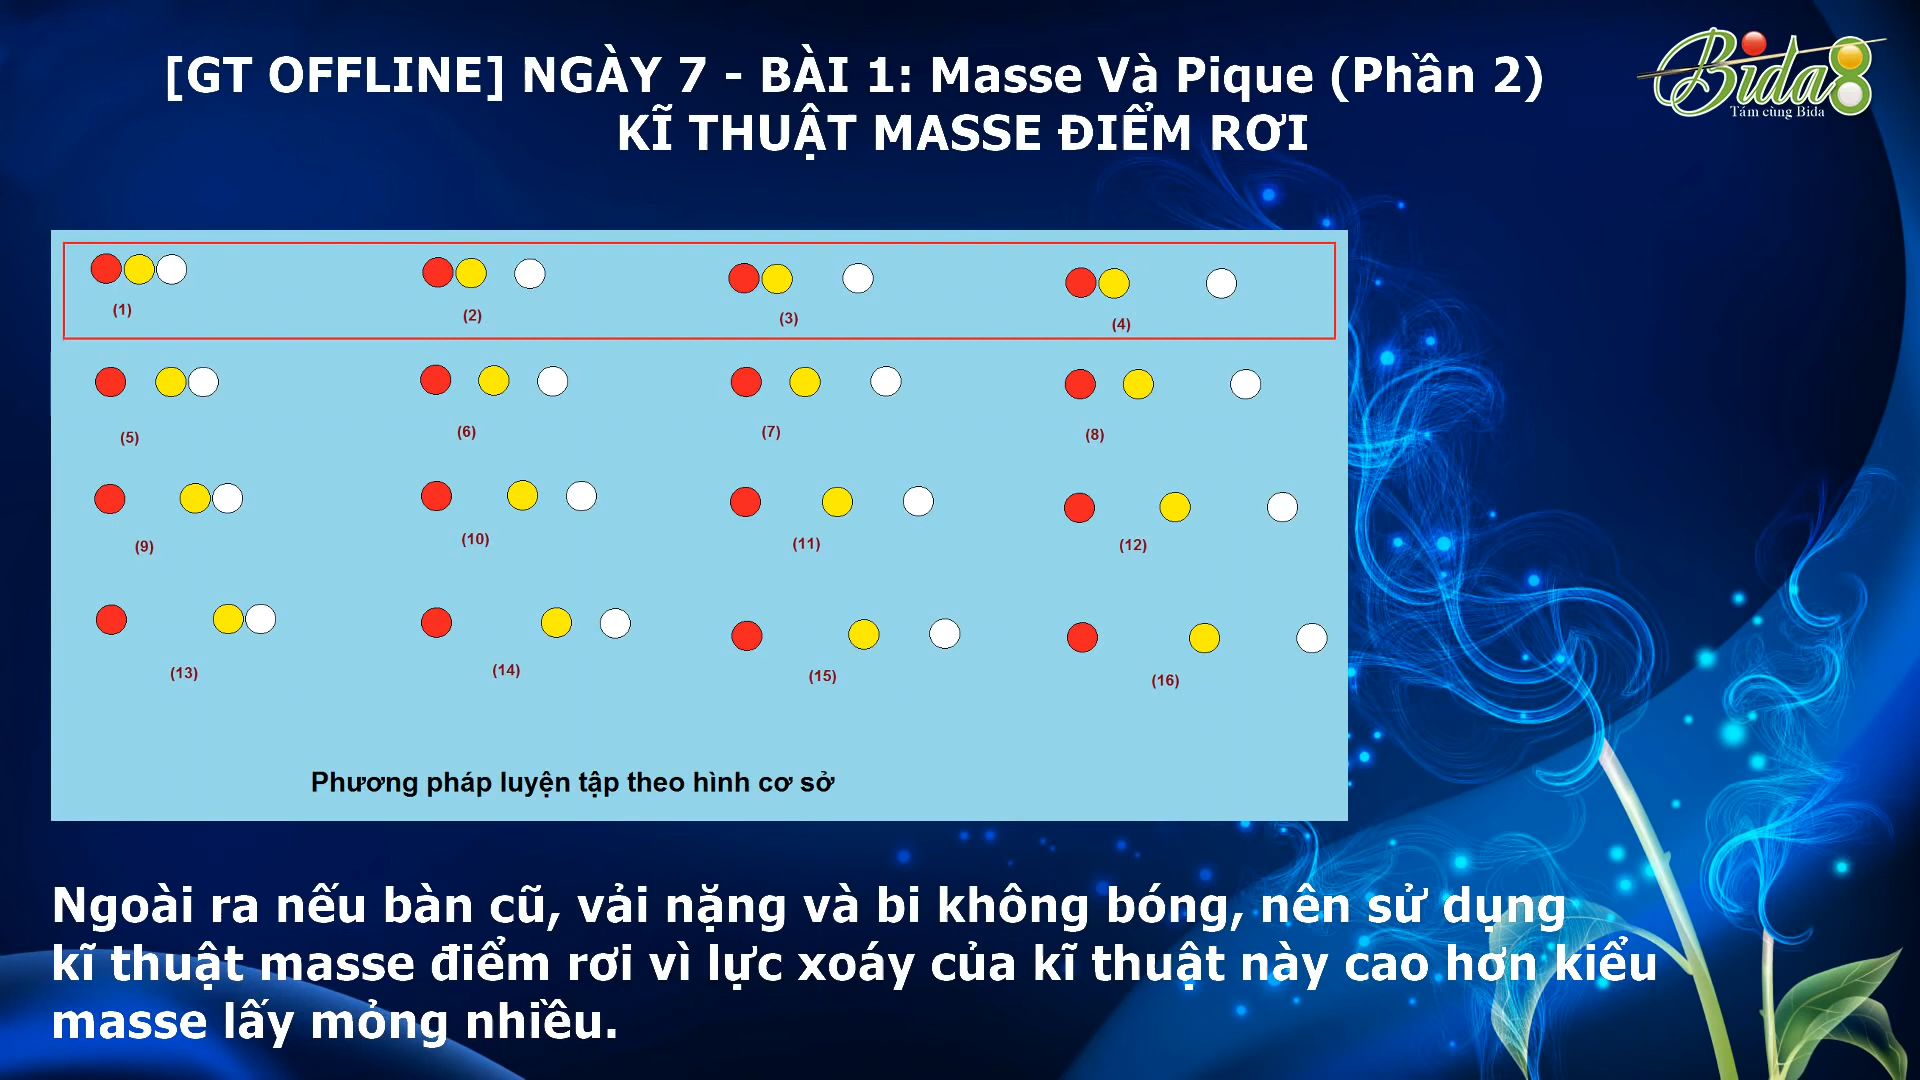 [GT OFFLINE] NGÀY 7 - BÀI 1: Masse Và Pique (Phần 2)
KĨ THUẬT MASSE ĐIỂM RƠI
Bida8
Tám cùng Bida
(1)
(2)
(3)
(4)
(5)
(6)
(7)
(8)
(9)
(10)
(11)
(12)
(13)
(14)
(15)
(16)
Phương pháp luyện tập theo hình cơ sở
Ngoài ra nếu bàn cũ, vải nặng và bi không bóng, nên sử dụng
kĩ thuật masse điểm rơi vì lực xoáy của kĩ thuật này cao hơn kiểu
masse lấy mỏng nhiều.